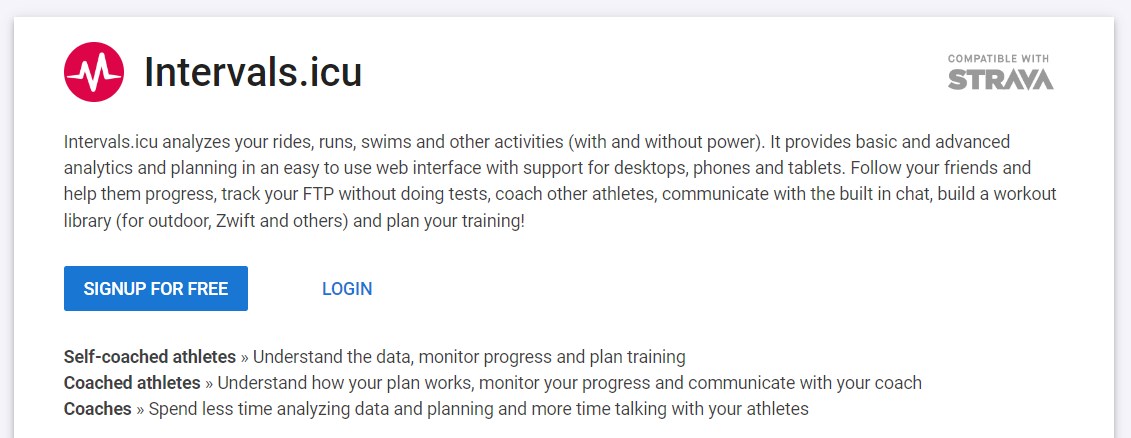 Intervals.icu
COMPATIBLE WITH
STRAVA
Intervals.icu analyzes your rides, runs, swims and other activities (with and without power). It provides basic and advanced
analytics and planning in an easy to use web interface with support for desktops, phones and tablets. Follow your friends and
help them progress, track your FTP without doing tests, coach other athletes, communicate with the built in chat, build a workout
library (for outdoor, Zwift and others) and plan your training!
SIGNUP FOR FREE
LOGIN
Self-coached athletes » Understand the data, monitor progress and plan training
Coached athletes » Understand how your plan works, monitor your progress and communicate with your coach
Coaches » Spend less time analyzing data and planning and more time talking with your athletes